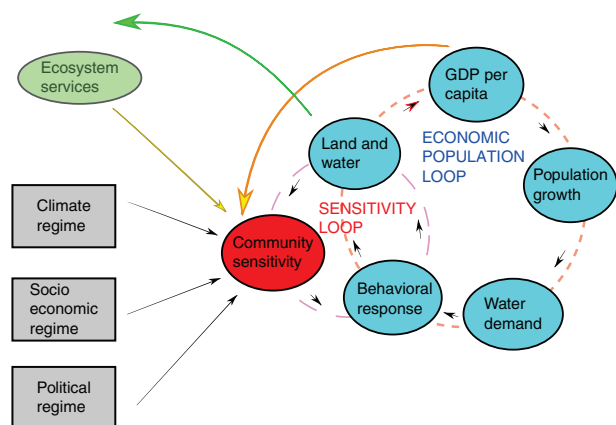 Ecosystem
services
GDP per
capita
Land and
water
ECONOMIC
POPULATION
LOOP
Population
growth
Climate
regime
SENSITIVITY
LOOP
Community
sensitivity
Socio
economic
regime
Behavioral
response
Water
demand
Political
regime